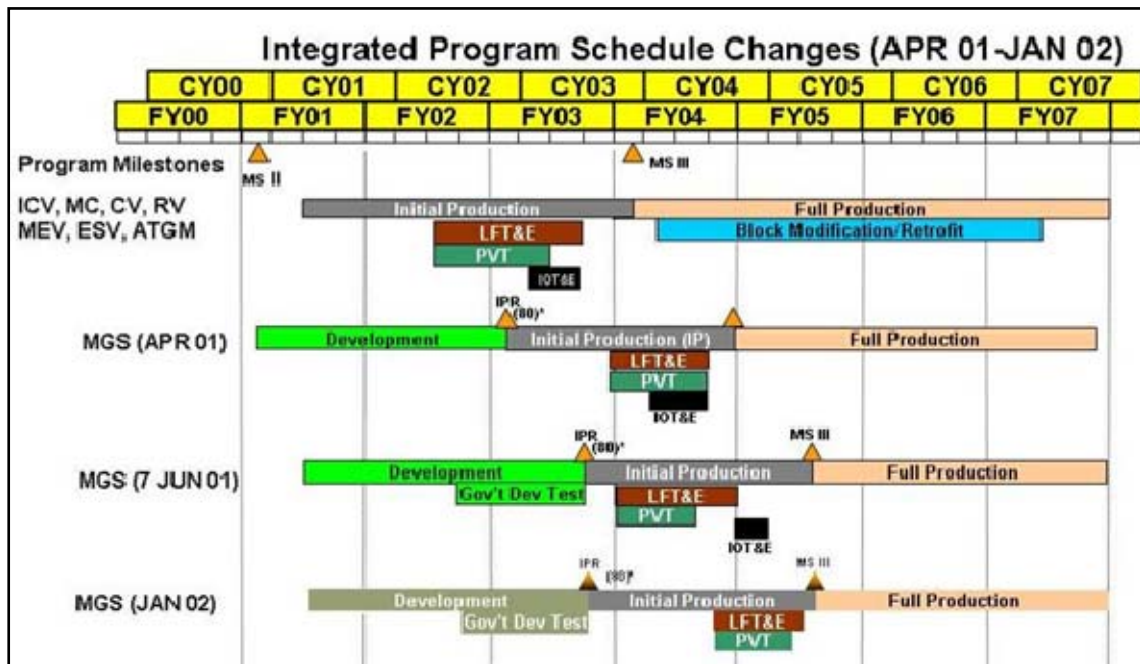 Integrated Program Schedule Changes (APR 01-JAN 02)
CY00 CY01 CY02 CY03 CY04 CY05 CY06 CY07
FY00 FY01 FY02 FY03 FY04 FY05 FY06 FY07
Program Milestones
MS II
MS III
ICV, MC, CV, RV
MEV, ESV, ATGM
Initial Production
Full Production
LFT&E
Block Modification/Retrofit
PVT
IOT&E
IPR
(80)*
MGS (APR 01)
Development
Initial Production (IP)
Full Production
LFT&E
PVT
IOT&E
IPR
(80)*
MS III
MGS (7 JUN 01)
Development
Initial Production
Full Production
Gov't Dev Test
LFT&E
PVT
IOT&E
IPR
MS III
MGS (JAN 02)
Development
Initial Production
Full Production
Gov't Dev Test
LFT&E
PVT